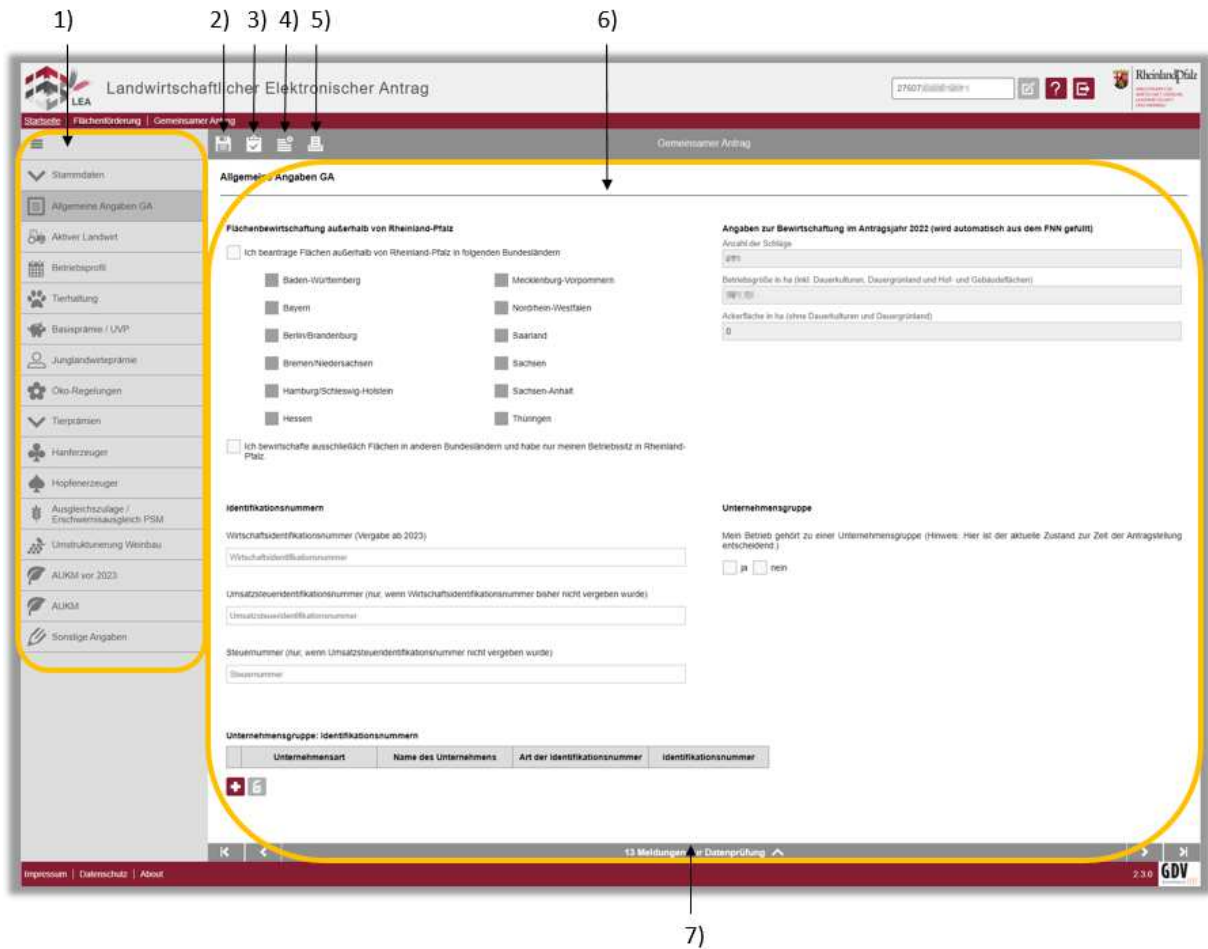 1)
2)
3)
4)
5)
6)
LEA
Landwirtschaftlicher Elektronischer Antrag
27607
?
RheinlandPfalz
Startseite | Flächenförderung | Gemeinsamer Antrag
Gemeinsamer Antrag
Stammdaten
Allgemeine Angaben GA
Aktiver Landwirt
Betriebsprofil
Tierhaltung
Basisprämie / UVP
Junglandwirteprämie
Öko-Regelungen
Tierprämien
Hanferzeuger
Hopfenerzeuger
Ausgleichszulage /
Erschwernisausgleich PSM
Umstrukturierung Weinbau
AUKM vor 2023
AUKM
Sonstige Angaben
Allgemeine Angaben GA
Flächenbewirtschaftung außerhalb von Rheinland-Pfalz
Ich beantrage Flächen außerhalb von Rheinland-Pfalz in folgenden Bundesländern
Baden-Württemberg
Mecklenburg-Vorpommern
Bayern
Nordrhein-Westfalen
Berlin/Brandenburg
Saarland
Bremen/Niedersachsen
Sachsen
Hamburg/Schleswig-Holstein
Sachsen-Anhalt
Hessen
Thüringen
Ich bewirtschafte ausschließlich Flächen in anderen Bundesländern und habe nur meinen Betriebssitz in Rheinland-
Pfalz.
Angaben zur Bewirtschaftung im Antragsjahr 2022 (wird automatisch aus dem FNN gefüllt)
Anzahl der Schläge
Betriebsgröße in ha (inkl. Dauerkulturen, Dauergrünland und Hof- und Gebäudeflächen)
Ackerfläche in ha (ohne Dauerkulturen und Dauergrünland)
0
Identifikationsnummern
Wirtschaftsidentifikationsnummer (Vergabe ab 2023)
Wirtschaftsidentifikationsnummer
Umsatzsteueridentifikationsnummer (nur, wenn Wirtschaftsidentifikationsnummer bisher nicht vergeben wurde)
Umsatzsteueridentifikationsnummer
Steuernummer (nur, wenn Umsatzsteueridentifikationsnummer nicht vergeben wurde)
Steuernummer
Unternehmensgruppe
Mein Betrieb gehört zu einer Unternehmensgruppe (Hinweis: Hier ist der aktuelle Zustand zur Zeit der Antragstellung
entscheidend.)
ja nein
Unternehmensgruppe: Identifikationsnummern
Unternehmensart Name des Unternehmens Art der Identifikationsnummer Identifikationsnummer
13 Meldungen zur Datenprüfung
Impressum | Datenschutz | About
2.3.0 GDV
7)